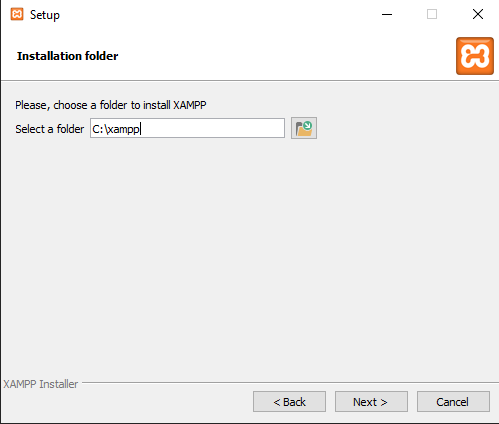 Setup
Installation folder
Please, choose a folder to install XAMPP
Select a folder C:\xampp
XAMPP Installer
< Back Next > Cancel